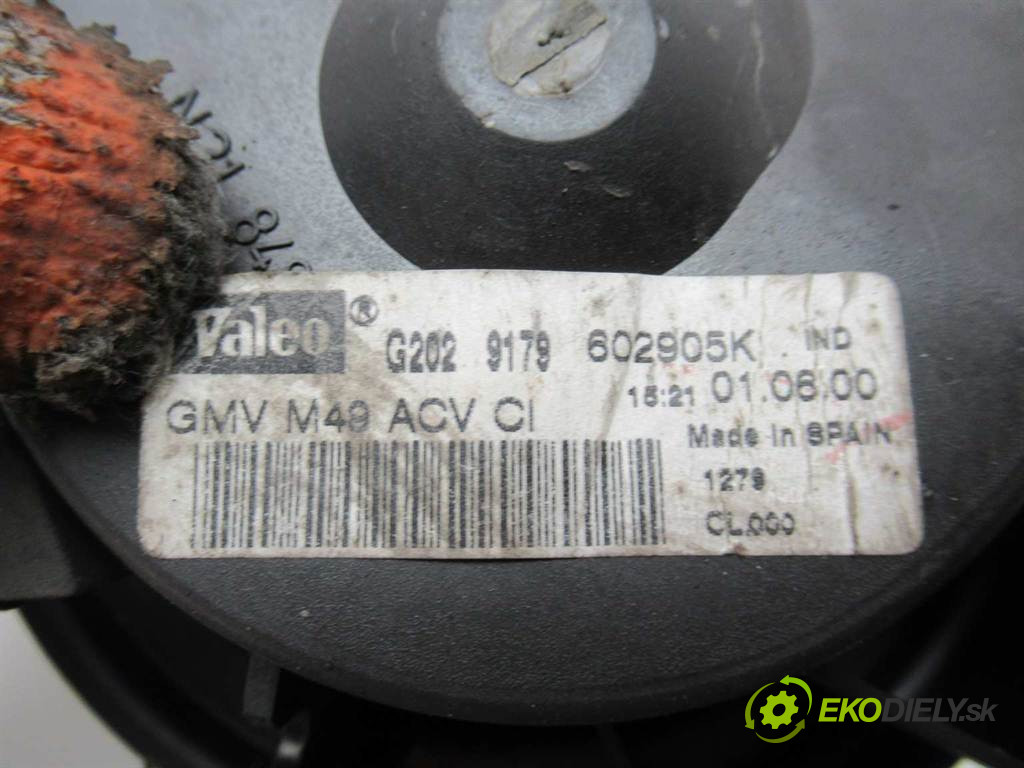 Valeo® G202 9179 602905K IND
15:21 01.06.00
GMV M49 ACV CI
Made in SPAIN
1279
CL.000
EKODIELY.sk